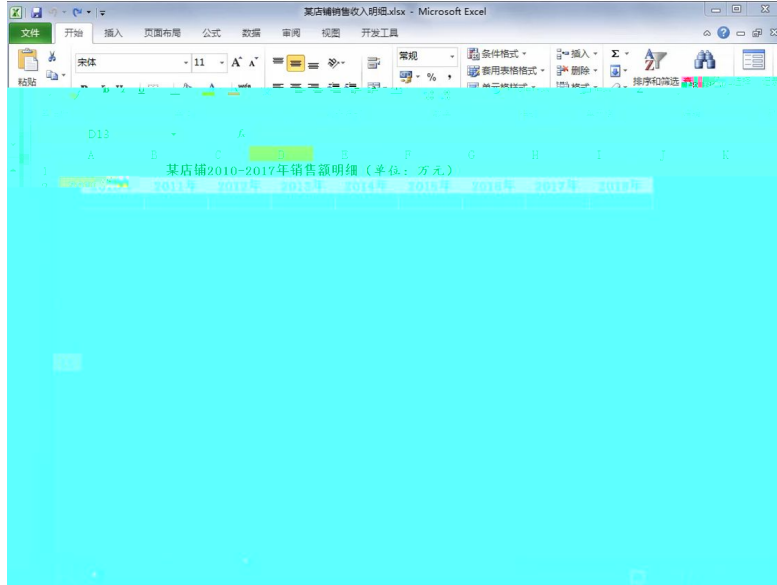 某店铺销售收入明细.xlsx - Microsoft Excel
文件 开始 插入 页面布局 公式 数据 审阅 视图 开发工具
宋体 11 A A 常规 条件格式 插入 Σ
粘贴 % , 套用表格格式 删除 排序和筛选
D13
A B C D E G H I J K
某店铺2010-2017年销售额明细（单位：万元）
2011年 2012年 2013年 2014年 2015年 2016年 2017年 2018年